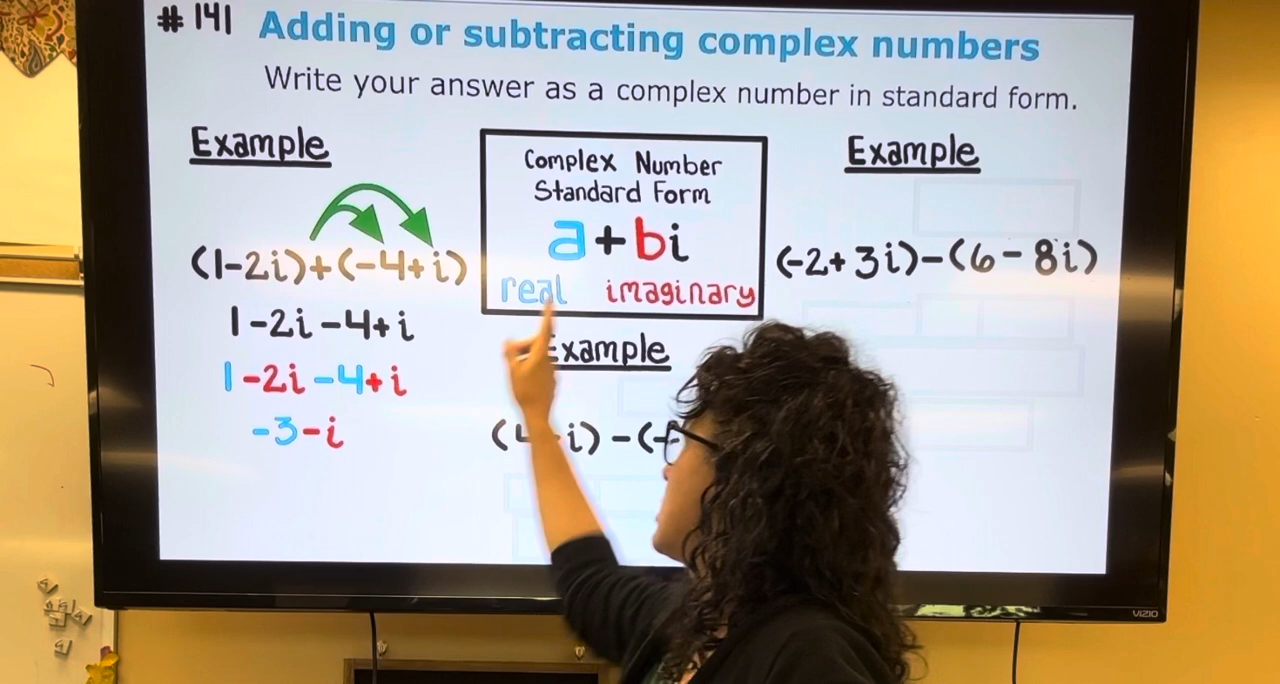 # 141 Adding or subtracting complex numbers
Write your answer as a complex number in standard form.
Example
(1-2i)+(-4+i)
1-2i-4+i
1-2i-4+i
-3-i
Complex Number
Standard Form
a+bi
real imaginary
Example
(4 i)-(-
Example
(-2+3i)-(6-8i)
VIZIO